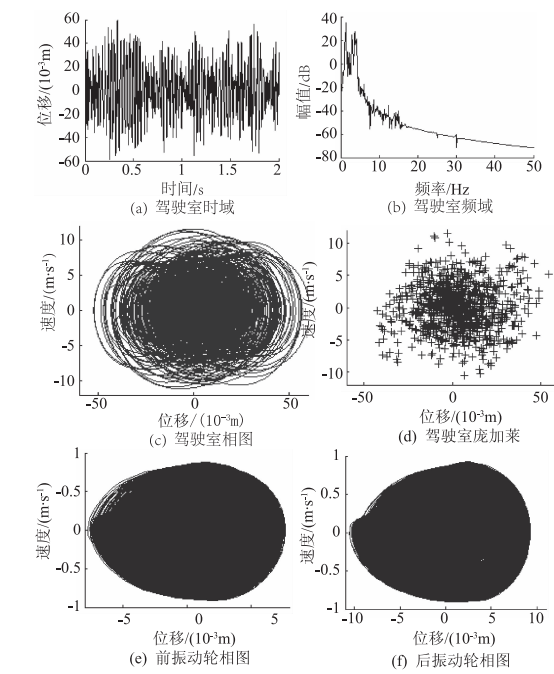 60
40
20
0
-20
-40
-60
位移/(10⁻³m)
0 0.5 1 1.5 2
时间/s
(a) 驾驶室时域
40
20
0
-20
-40
-60
-80
幅值/dB
0 10 20 30 40 50
频率/Hz
(b) 驾驶室频域
10
5
0
-5
-10
速度/(m·s⁻¹)
-50 0 50
位移/(10⁻³m)
(c) 驾驶室相图
10
5
0
-5
-10
速度/(m·s⁻¹)
-50 0 50
位移/(10⁻³m)
(d) 驾驶室庞加莱
1
-0.5
0
-0.5
-1
速度/(m·s⁻¹)
-5 0 5
位移/(10⁻³m)
(e) 前振动轮相图
1
-0.5
0
-0.5
-1
速度/(m·s⁻¹)
-10 -5 0 5 10
位移/(10⁻³m)
(f) 后振动轮相图